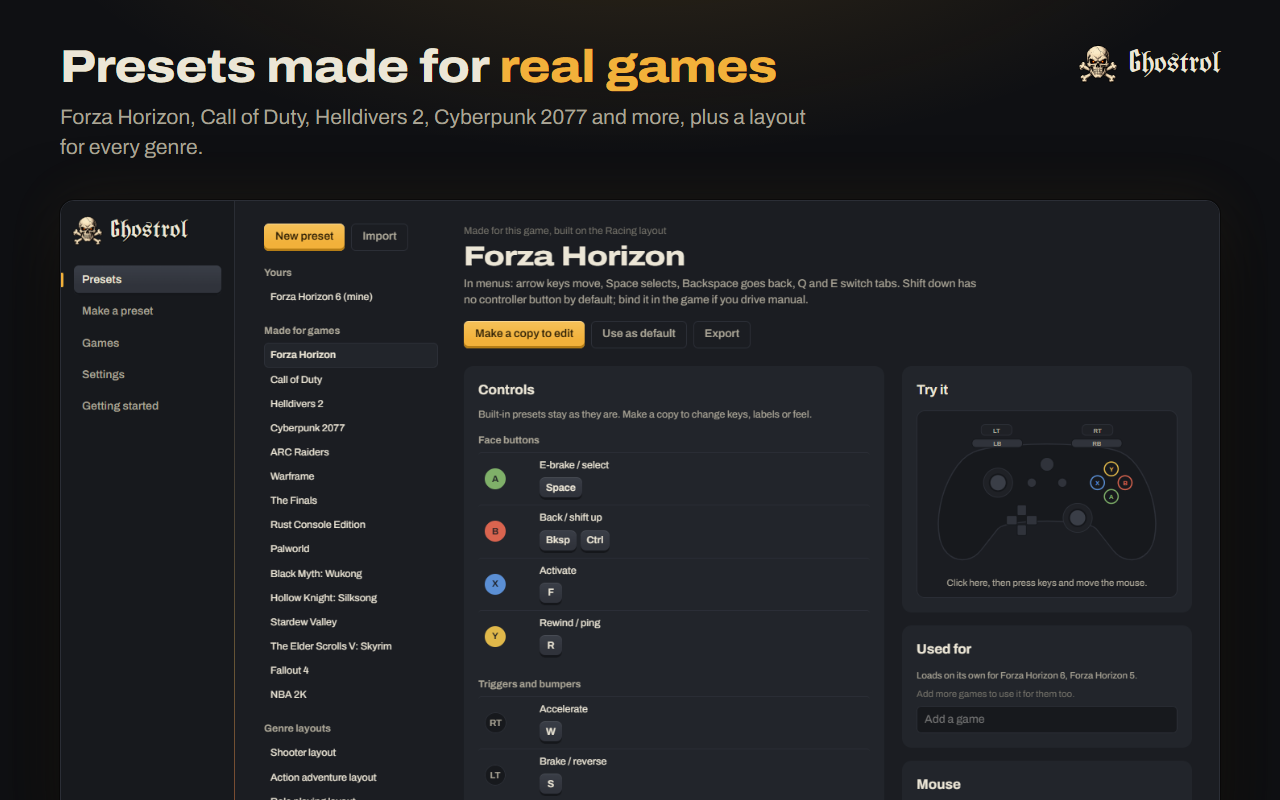 Presets made for real games
Ghostrol
Forza Horizon, Call of Duty, Helldivers 2, Cyberpunk 2077 and more, plus a layout
for every genre.
Ghostrol
Presets
Make a preset
Games
Settings
Getting started
New preset
Import
Yours
Forza Horizon 6 (mine)
Made for games
Forza Horizon
Call of Duty
Helldivers 2
Cyberpunk 2077
ARC Raiders
Warframe
The Finals
Rust Console Edition
Palworld
Black Myth: Wukong
Hollow Knight: Silksong
Stardew Valley
The Elder Scrolls V: Skyrim
Fallout 4
NBA 2K
Genre layouts
Shooter layout
Action adventure layout
Made for this game, built on the Racing layout
Forza Horizon
In menus: arrow keys move, Space selects, Backspace goes back, Q and E switch tabs. Shift down has
no controller button by default; bind it in the game if you drive manual.
Make a copy to edit
Use as default
Export
Controls
Built-in presets stay as they are. Make a copy to change keys, labels or feel.
Face buttons
A
E-brake / select
Space
B
Back / shift up
Bksp
Ctrl
X
Activate
F
Y
Rewind / ping
R
Triggers and bumpers
RT
Accelerate
W
LT
Brake / reverse
S
Try it
LT
RT
LB
RB
Y
X
B
A
Click here, then press keys and move the mouse.
Used for
Loads on its own for Forza Horizon 6, Forza Horizon 5.
Add more games to use it for them too.
Add a game
Mouse